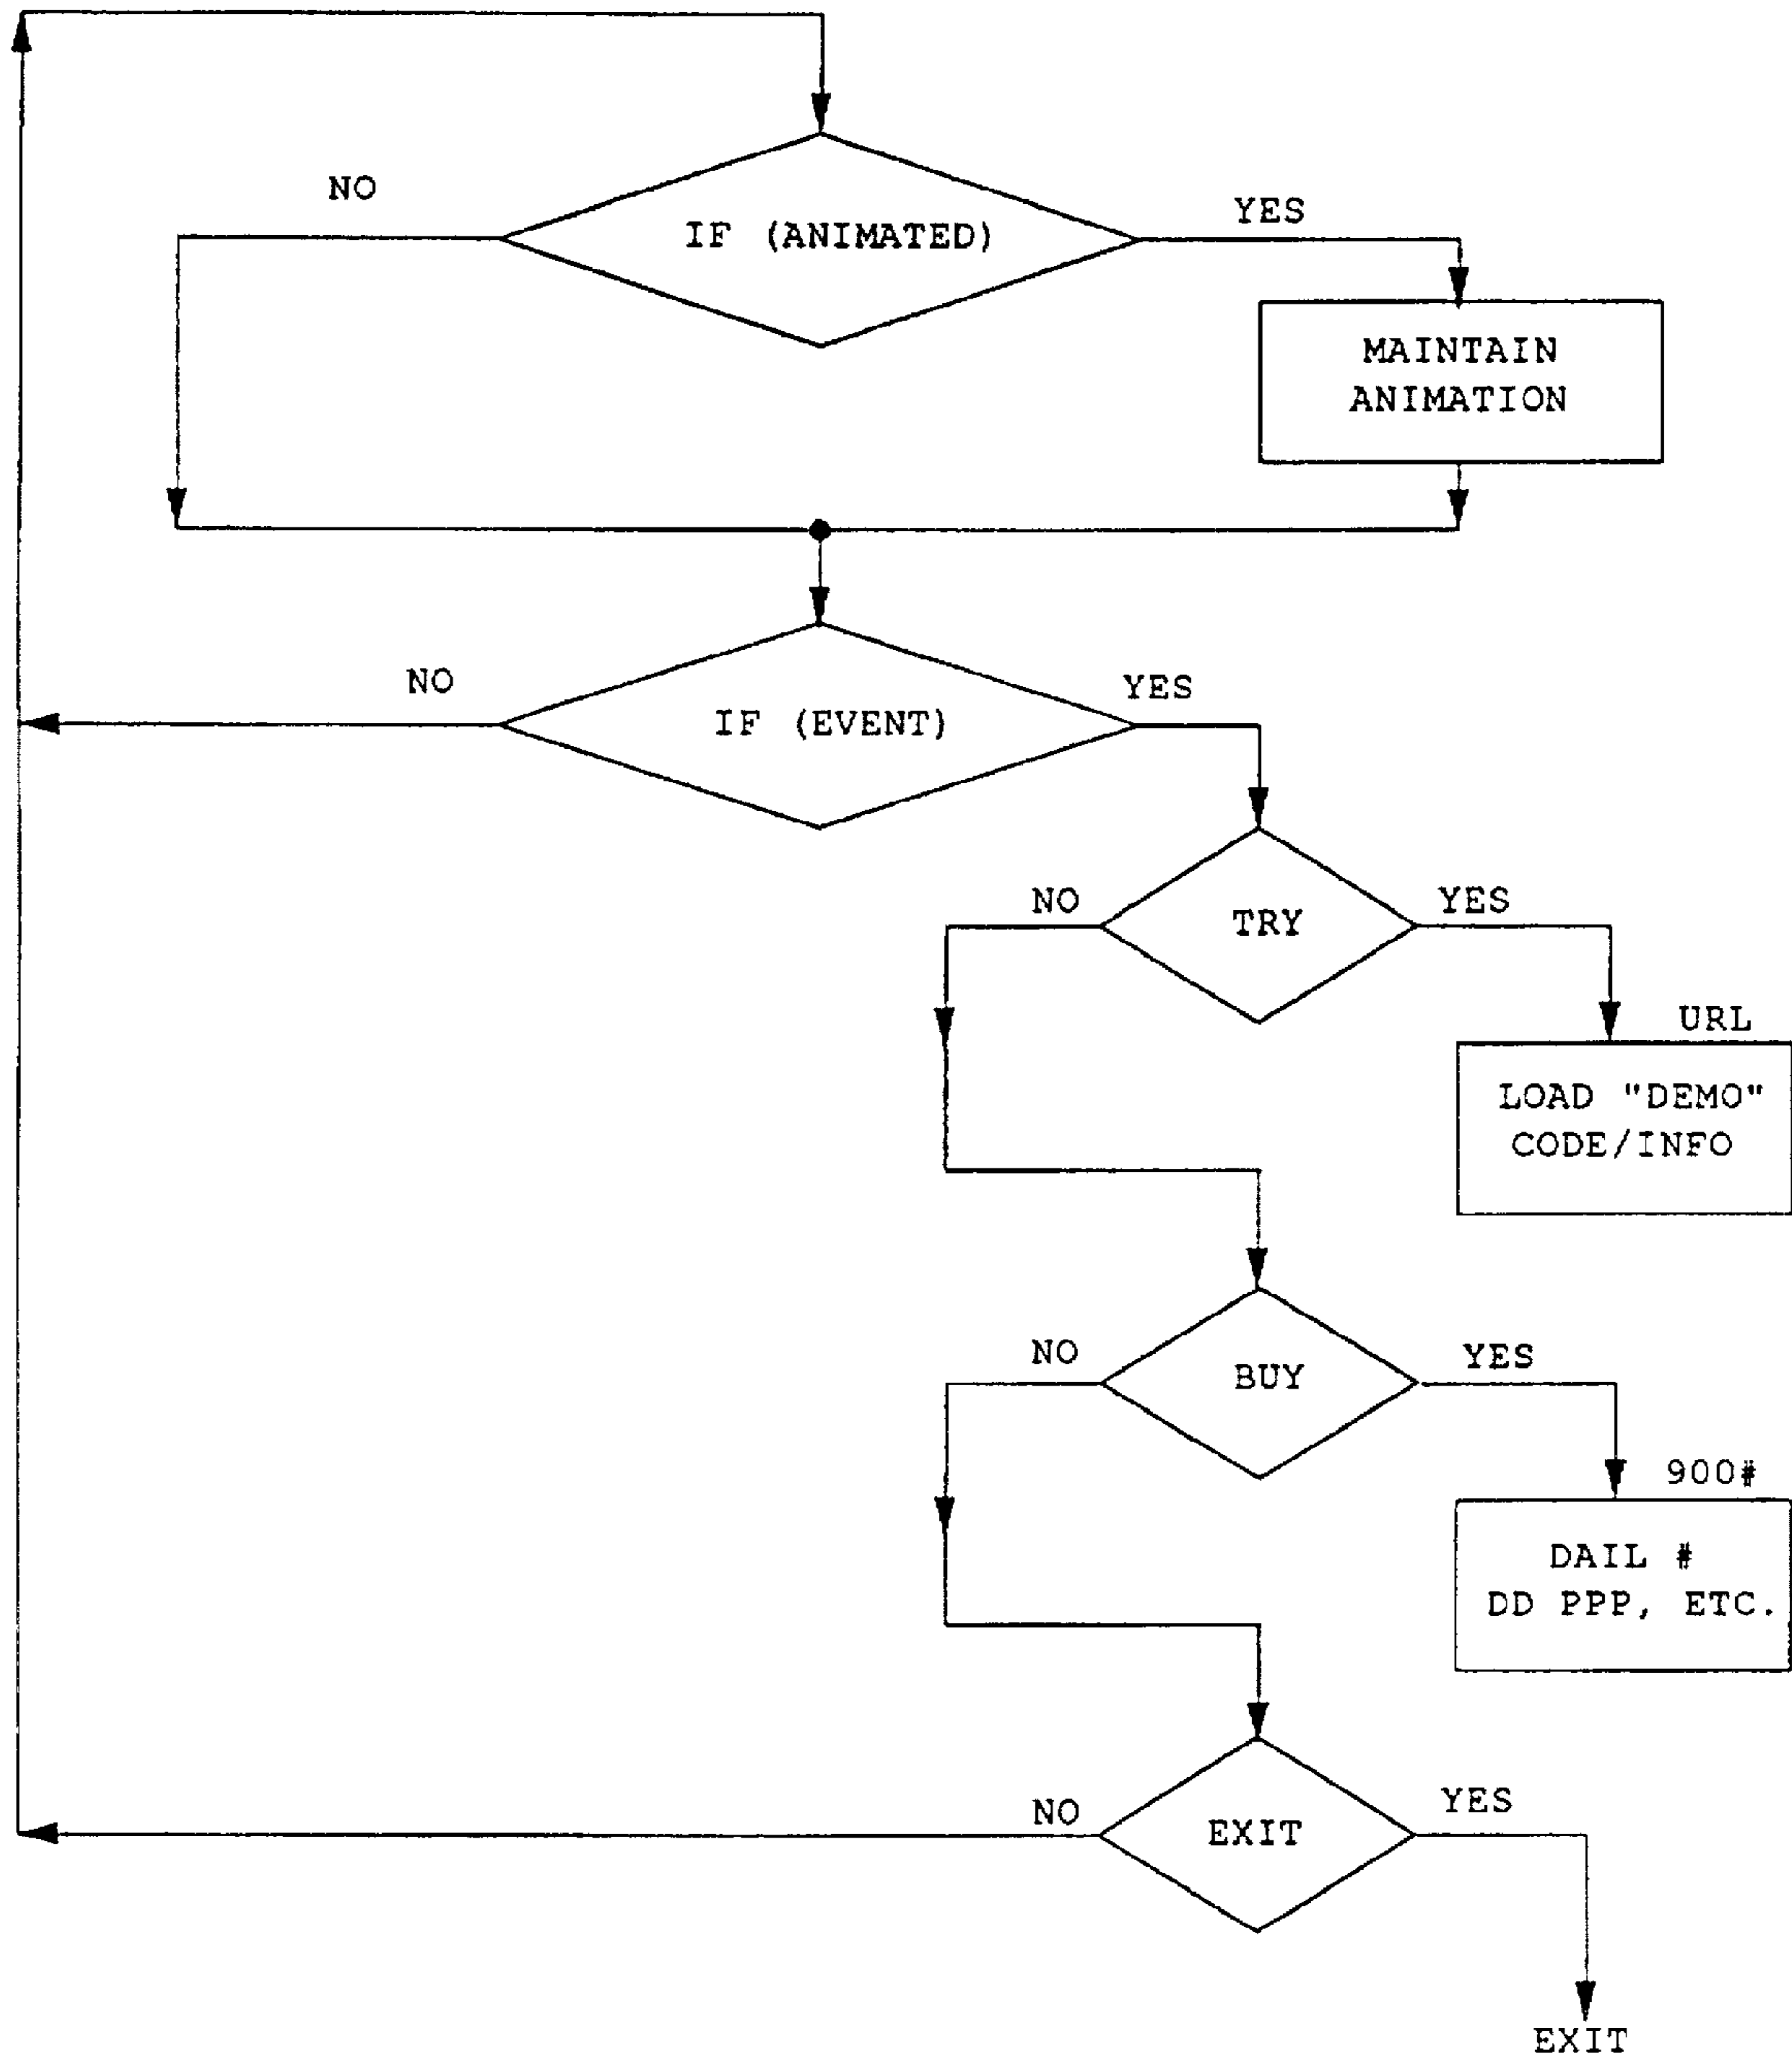 NO
IF (ANIMATED)
YES
MAINTAIN
ANIMATION
NO
IF (EVENT)
YES
NO
TRY
YES
URL
LOAD "DEMO"
CODE/INFO
NO
BUY
YES
900#
DAIL #
DD PPP, ETC.
NO
EXIT
YES
EXIT